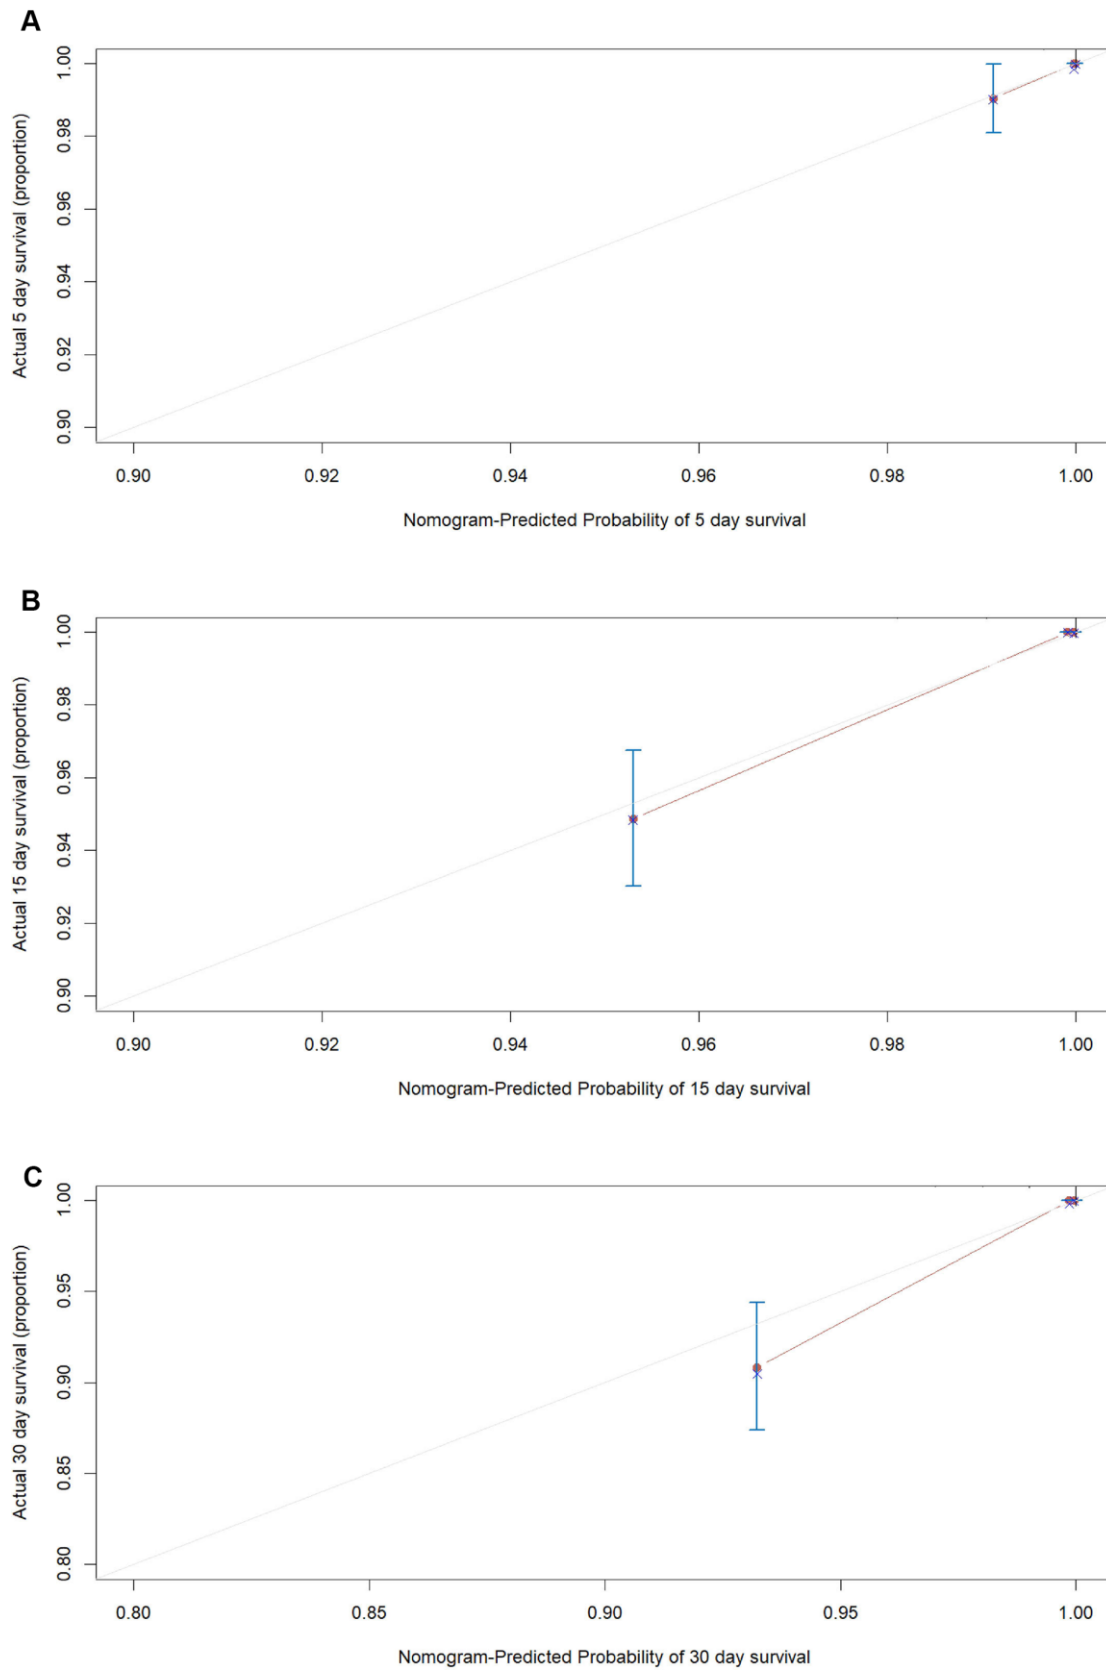 A
Actual 5 day survival (proportion)
1.00
0.98
0.96
0.94
0.92
0.90
0.90 0.92 0.94 0.96 0.98 1.00
Nomogram-Predicted Probability of 5 day survival
B
Actual 15 day survival (proportion)
1.00
0.98
0.96
0.94
0.92
0.90
0.90 0.92 0.94 0.96 0.98 1.00
Nomogram-Predicted Probability of 15 day survival
C
Actual 30 day survival (proportion)
1.00
0.95
0.90
0.85
0.80
0.80 0.85 0.90 0.95 1.00
Nomogram-Predicted Probability of 30 day survival